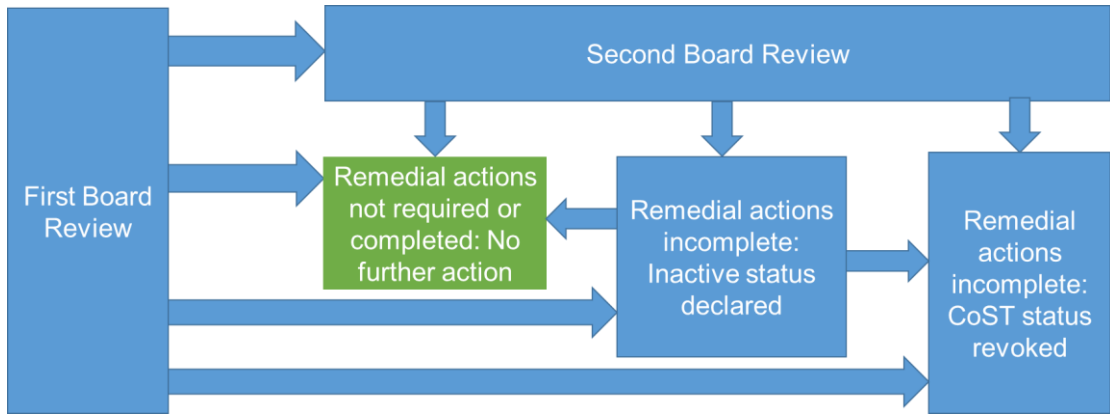 Second Board Review
First Board
Review
Remedial actions
not required or
completed: No
further action
Remedial actions
incomplete:
Inactive status
declared
Remedial
actions
incomplete:
CoST status
revoked